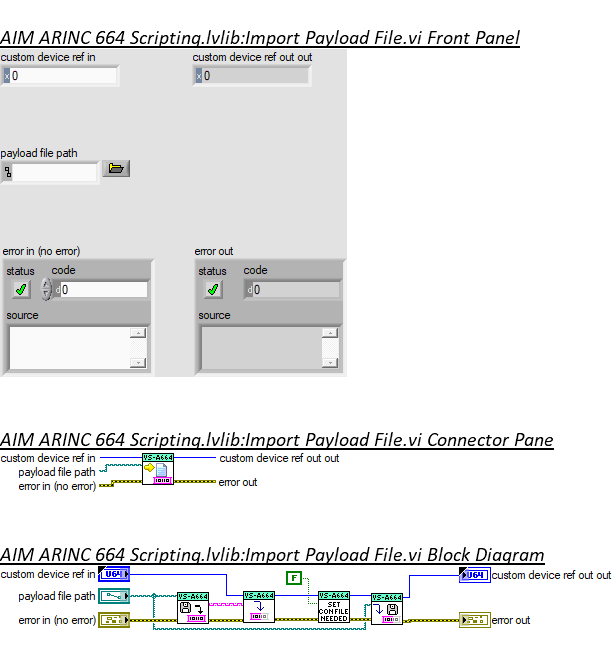 AIM ARINC 664 Scripting.lvlib:Import Payload File.vi Front Panel
custom device ref in custom device ref out out
x 0 x 0
payload file path
error in (no error) error out
status code status code
d 0 d 0
source source
AIM ARINC 664 Scripting.lvlib:Import Payload File.vi Connector Pane
custom device ref in VS-A664 custom device ref out out
payload file path
error in (no error) error out
AIM ARINC 664 Scripting.lvlib:Import Payload File.vi Block Diagram
custom device ref in U64 F U64 custom device ref out out
payload file path VS-A664 VS-A664 VS-A664 VS-A664
SET
CON FILE
error in (no error) NEEDED error out